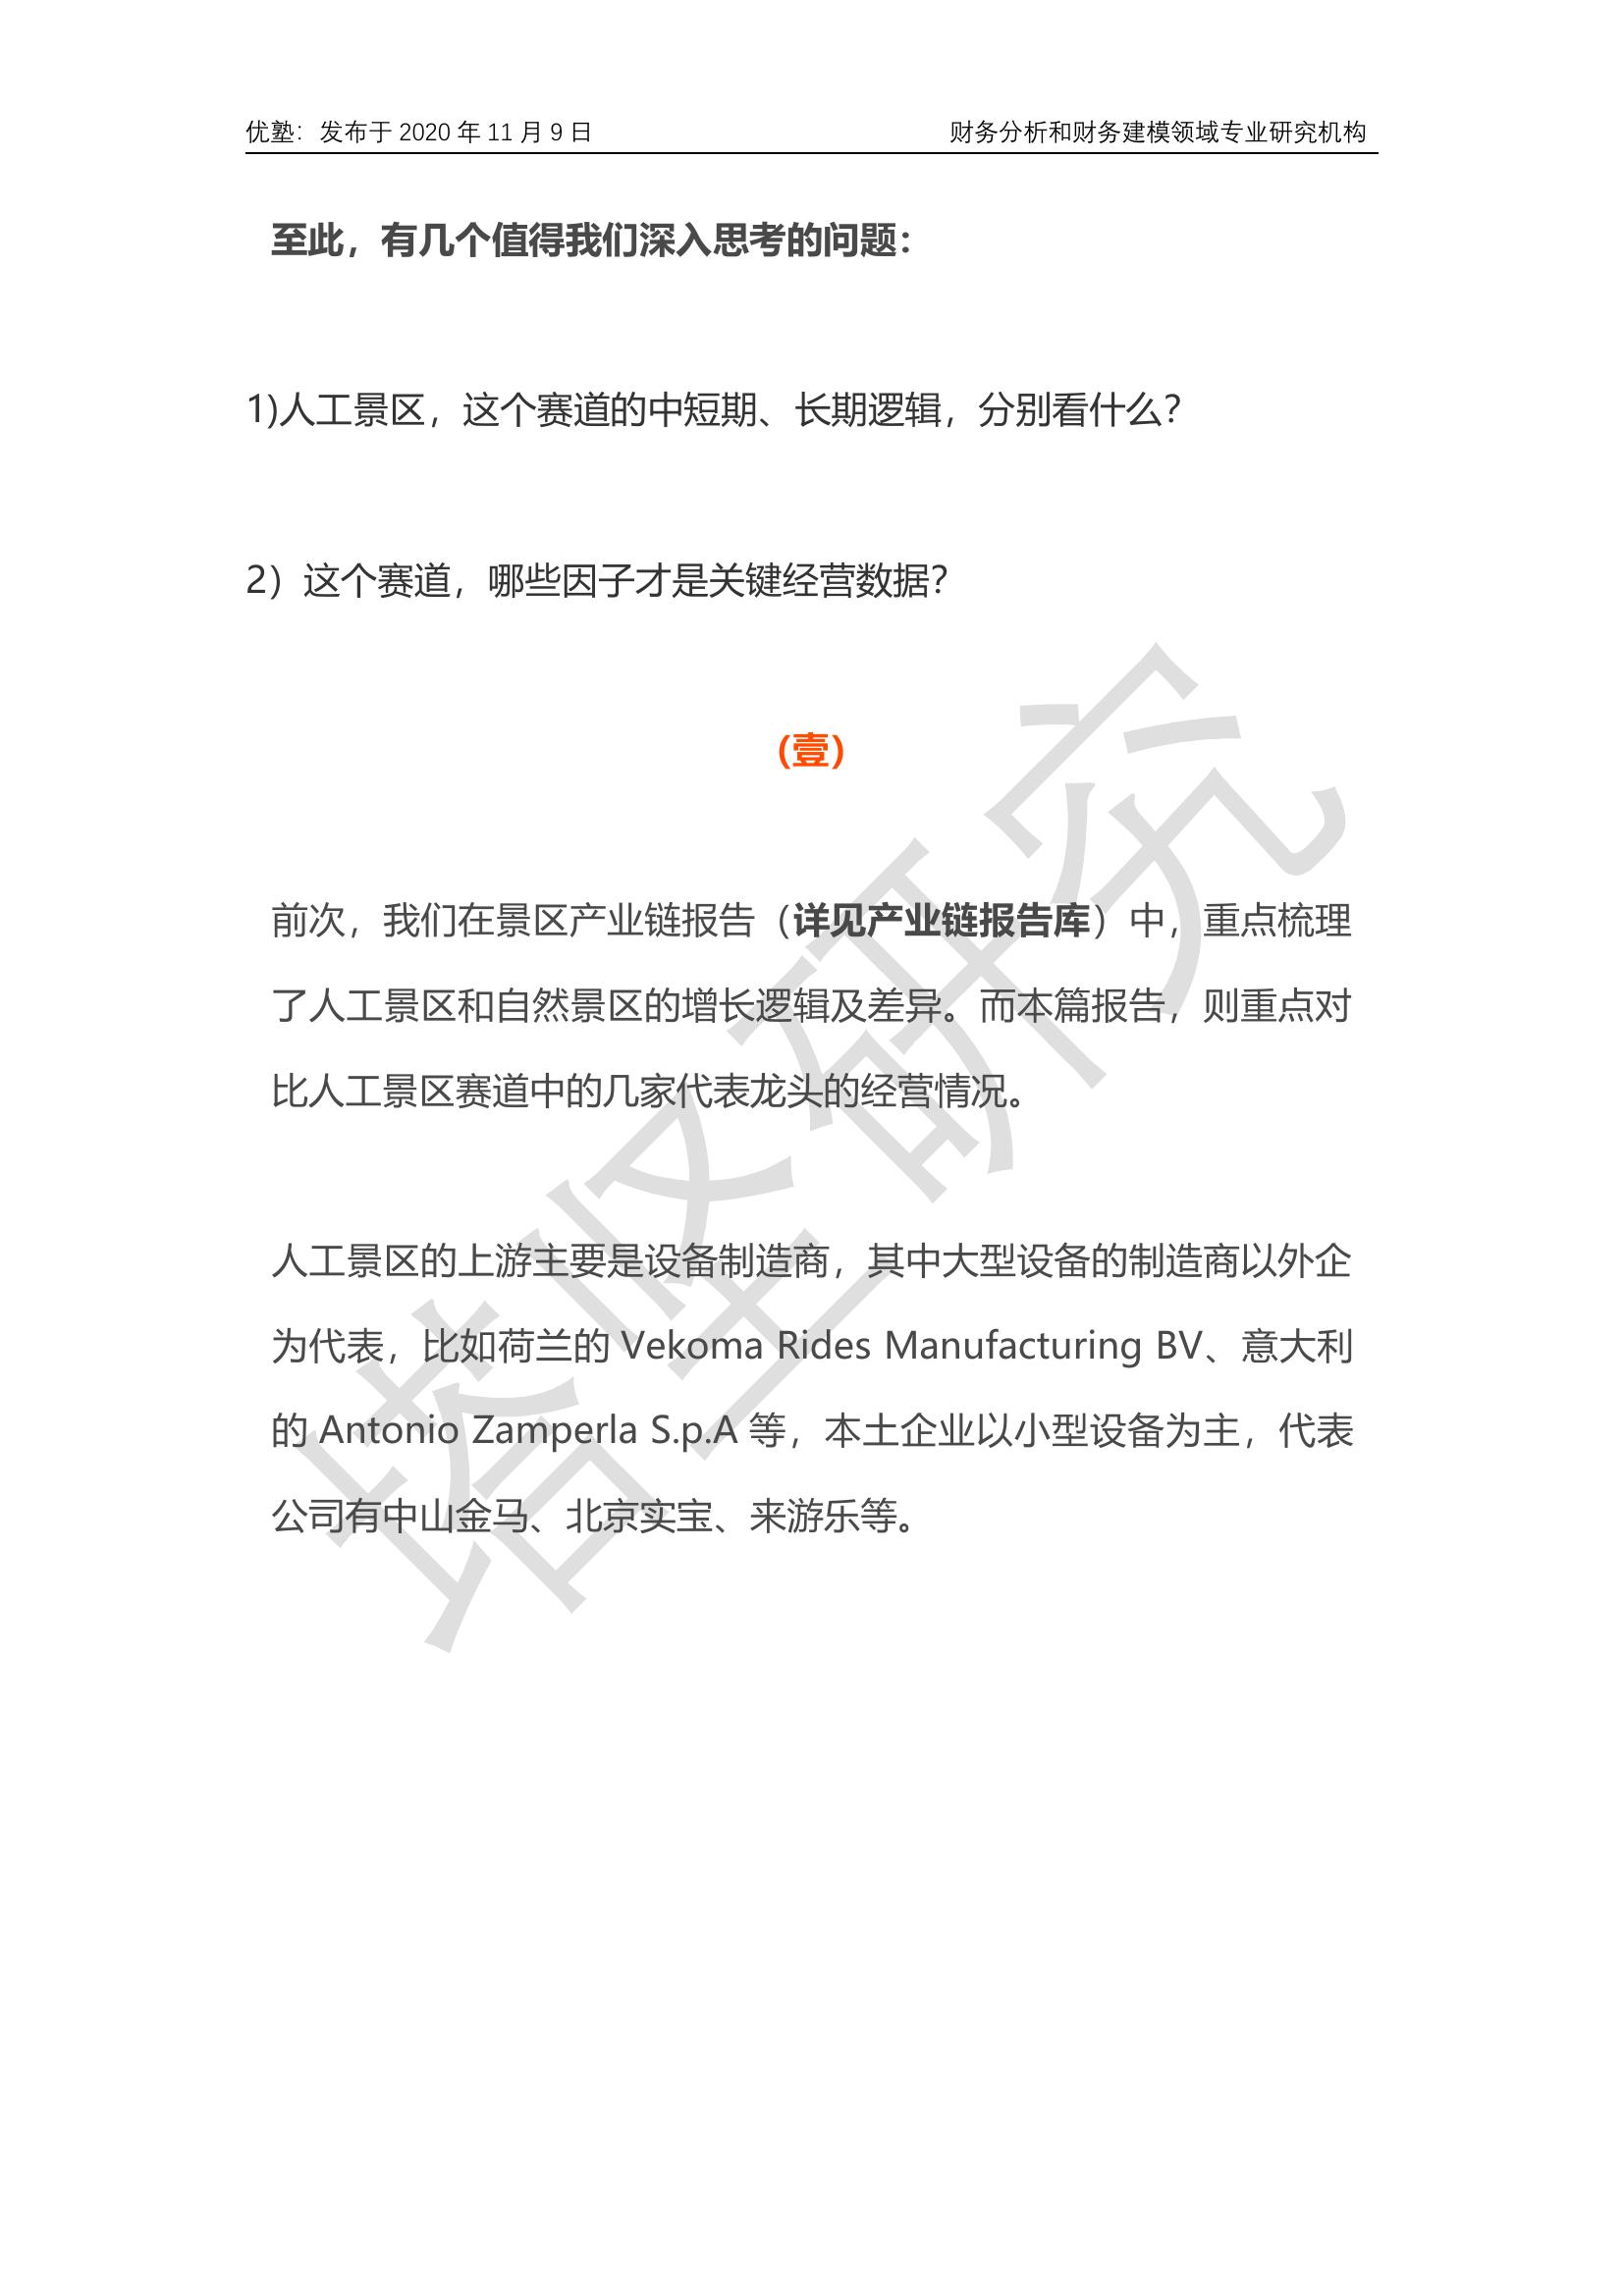 优塾：发布于 2020 年 11 月 9 日 财务分析和财务建模领域专业研究机构
至此，有几个值得我们深入思考的问题：
1)人工景区，这个赛道的中短期、长期逻辑，分别看什么？
2）这个赛道，哪些因子才是关键经营数据？
(壹)
前次，我们在景区产业链报告（详见产业链报告库）中，重点梳理
了人工景区和自然景区的增长逻辑及差异。而本篇报告，则重点对
比人工景区赛道中的几家代表龙头的经营情况。
人工景区的上游主要是设备制造商，其中大型设备的制造商以外企
为代表，比如荷兰的 Vekoma Rides Manufacturing BV、意大利
的 Antonio Zamperla S.p.A 等，本土企业以小型设备为主，代表
公司有中山金马、北京实宝、来游乐等。
塔坚研究